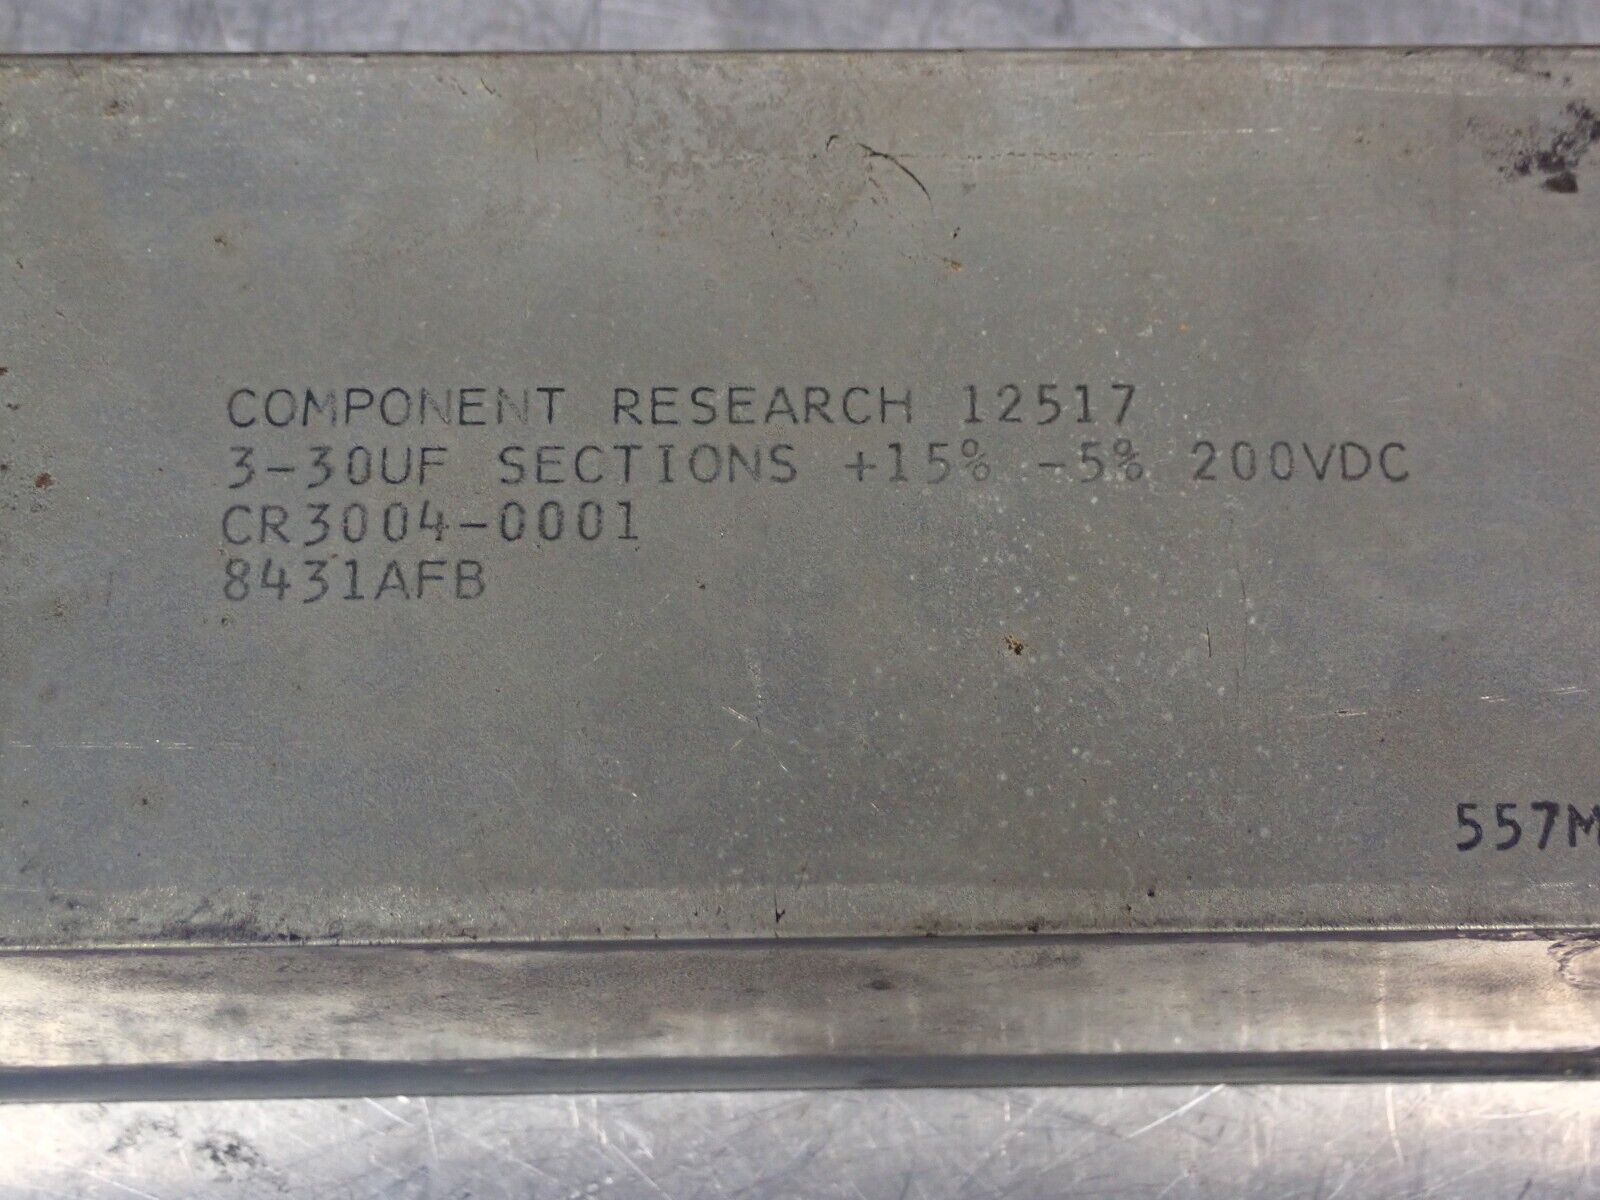 COMPONENT RESEARCH 12517
3-30UF SECTIONS +15% -5% 200VDC
CR3004-0001
8431AFB
557M